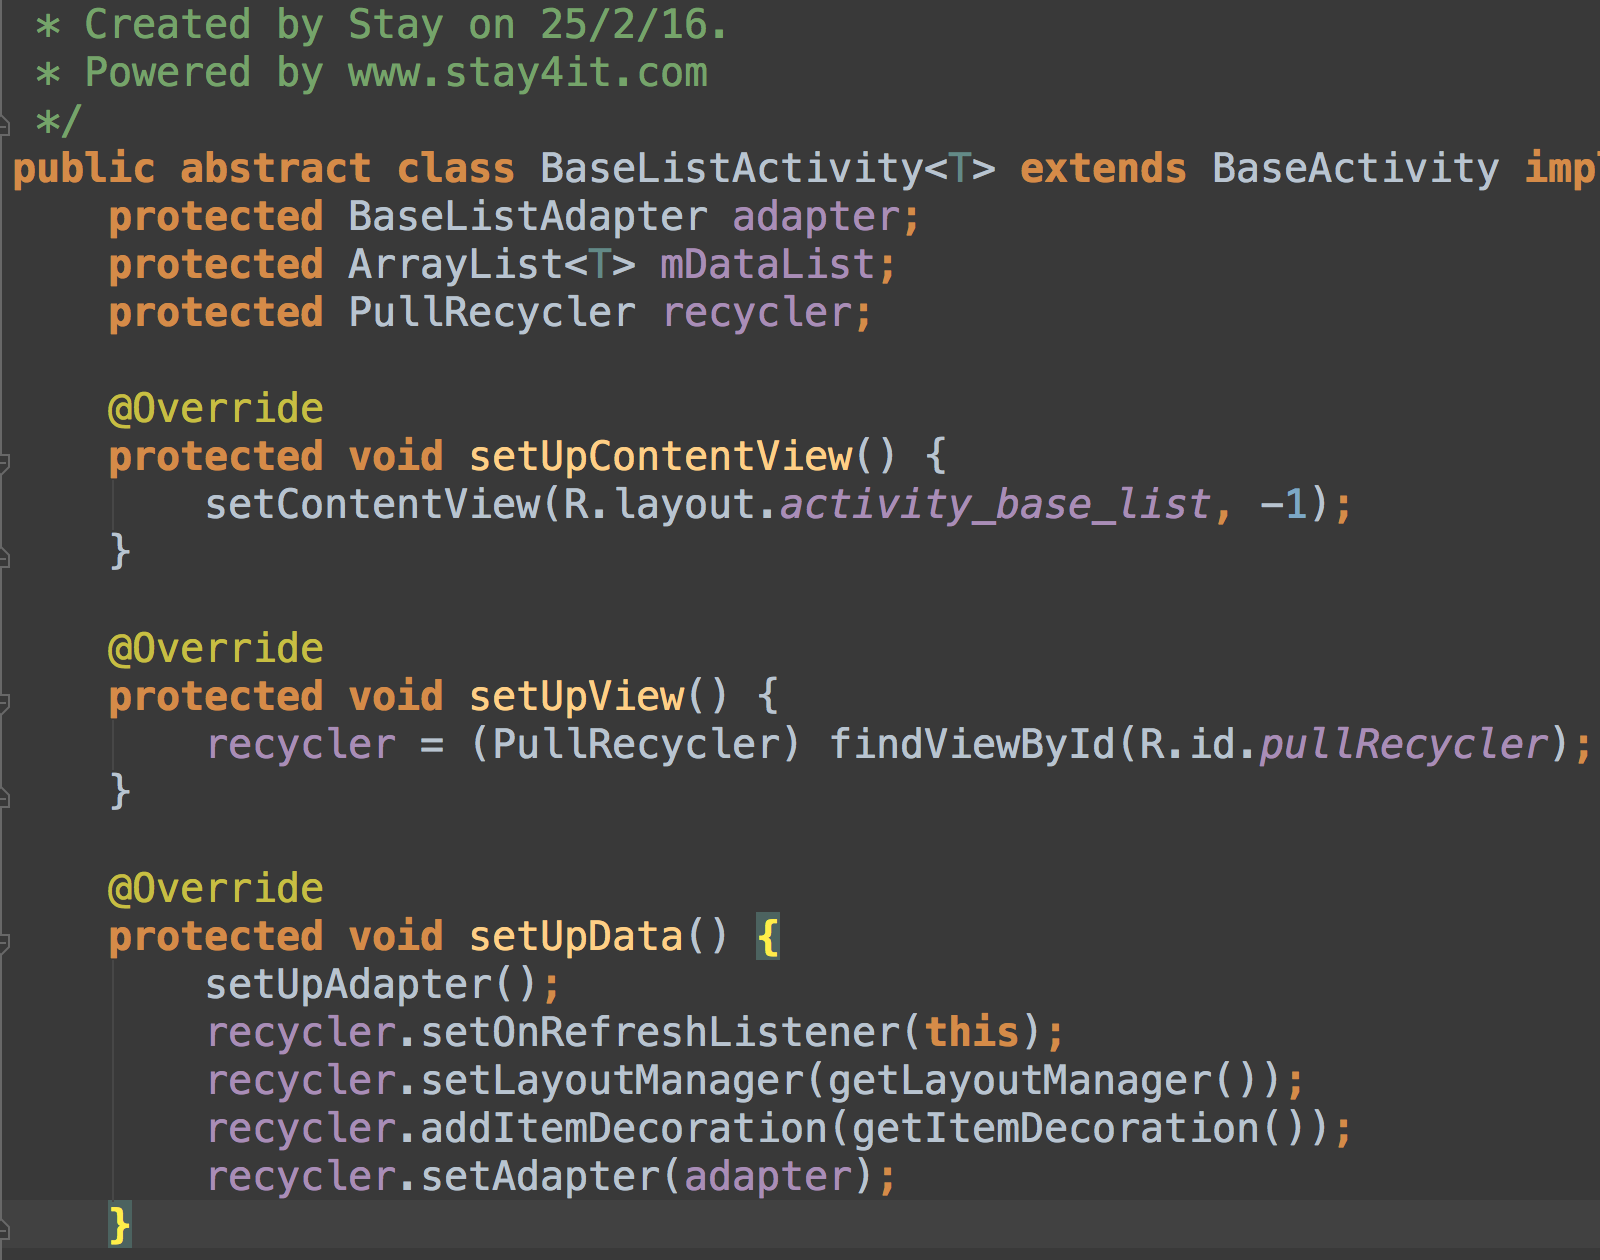 * Created by Stay on 25/2/16.
* Powered by www.stay4it.com
*/
public abstract class BaseListActivity<T> extends BaseActivity imp
protected BaseListAdapter adapter;
protected ArrayList<T> mDataList;
protected PullRecycler recycler;
@Override
protected void setUpContentView() {
setContentView(R.layout.activity_base_list, -1);
}
@Override
protected void setUpView() {
recycler = (PullRecycler) findViewById(R.id.pullRecycler);
}
@Override
protected void setUpData() {
setUpAdapter();
recycler.setOnRefreshListener(this);
recycler.setLayoutManager(getLayoutManager());
recycler.addItemDecoration(getItemDecoration());
recycler.setAdapter(adapter);
}